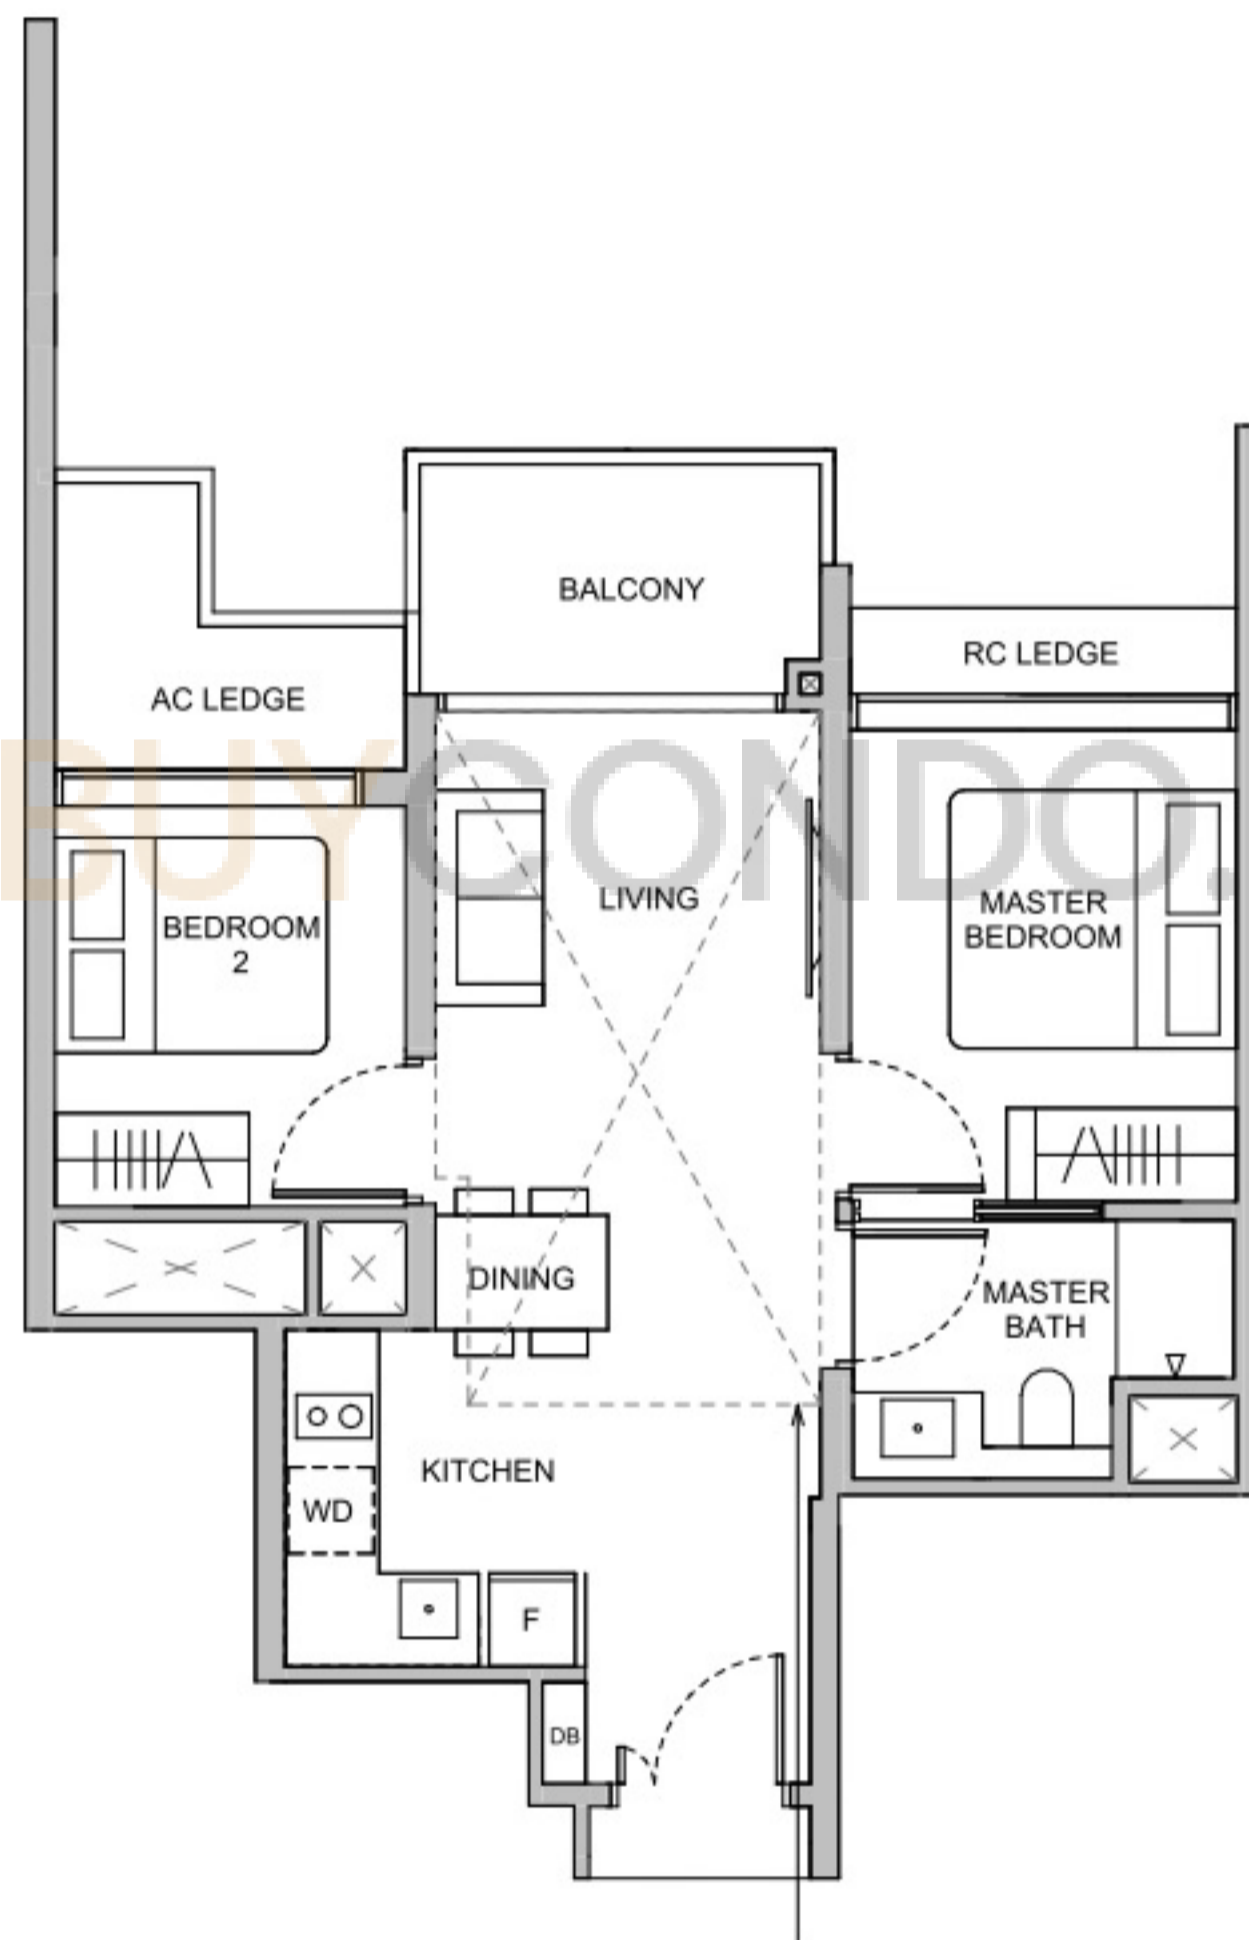 BALCONY
RC LEDGE
AC LEDGE
BUYCONDO.
LIVING
MASTER
BEDROOM
BEDROOM
2
DINING
MASTER
BATH
KITCHEN
WD
F
DB